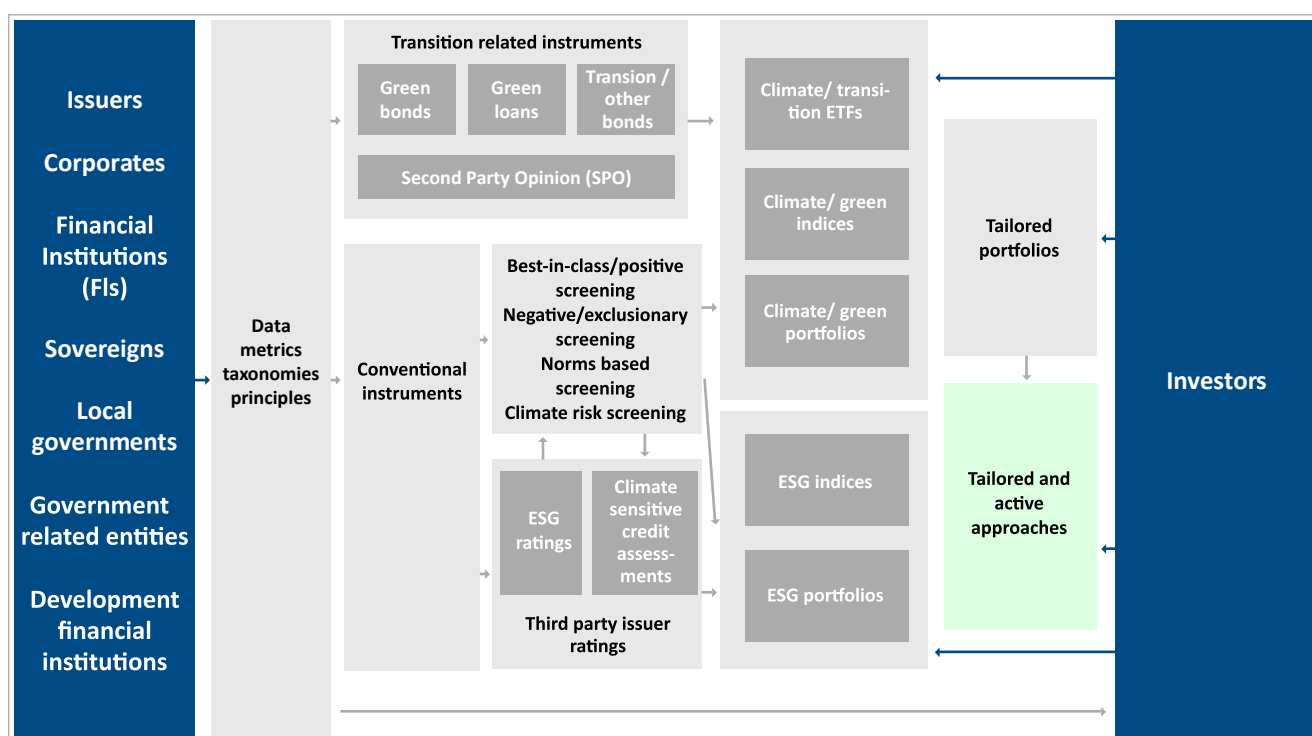 Issuers
Corporates
Financial
Institutions
(FIs)
Sovereigns
Local
governments
Government
related entities
Development
financial
institutions
Data
metrics
taxonomies
principles
Transition related instruments
Green
bonds
Green
loans
Transion /
other
bonds
Second Party Opinion (SPO)
Conventional
instruments
Best-in-class/positive
screening
Negative/exclusionary
screening
Norms based
screening
Climate risk screening
ESG
ratings
Climate
sensitive
credit
assess-
ments
Third party issuer
ratings
Climate/ transi-
tion ETFs
Climate/ green
indices
Climate/ green
portfolios
ESG indices
ESG portfolios
Tailored
portfolios
Tailored and
active
approaches
Investors